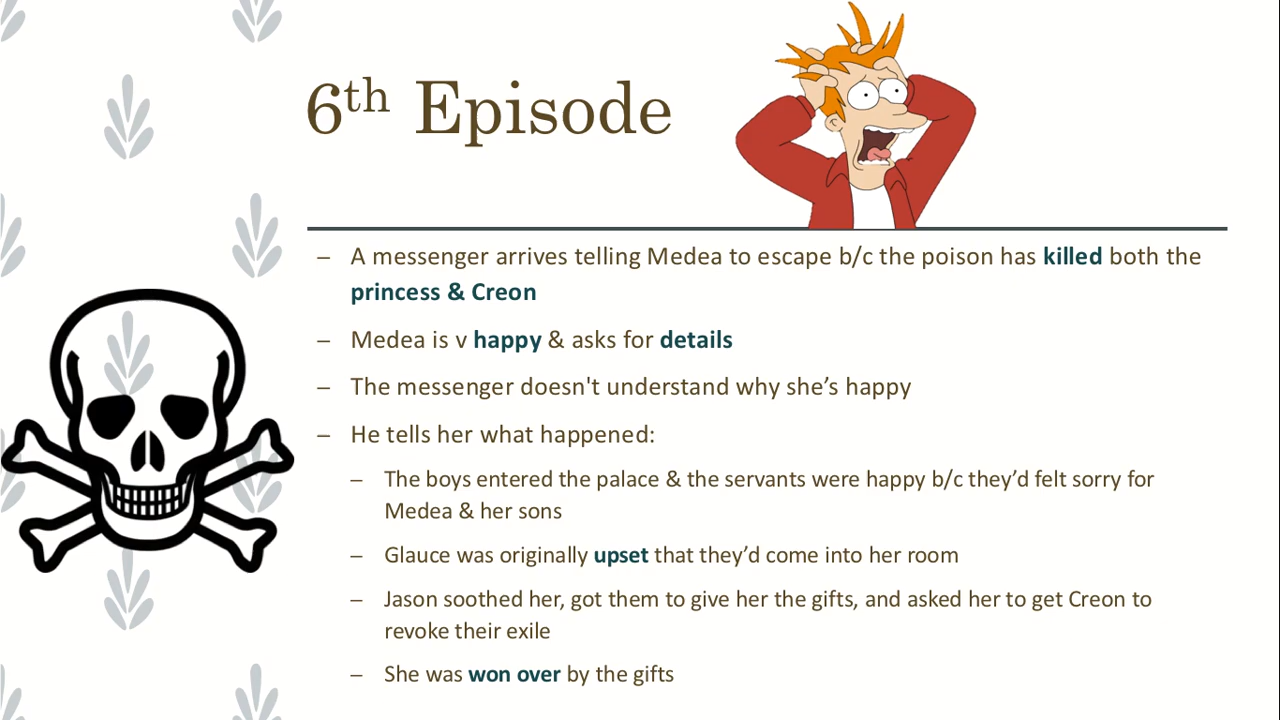 6th Episode
– A messenger arrives telling Medea to escape b/c the poison has killed both the
princess & Creon
– Medea is v happy & asks for details
– The messenger doesn't understand why she’s happy
– He tells her what happened:
– The boys entered the palace & the servants were happy b/c they’d felt sorry for
Medea & her sons
– Glauce was originally upset that they’d come into her room
– Jason soothed her, got them to give her the gifts, and asked her to get Creon to
revoke their exile
– She was won over by the gifts